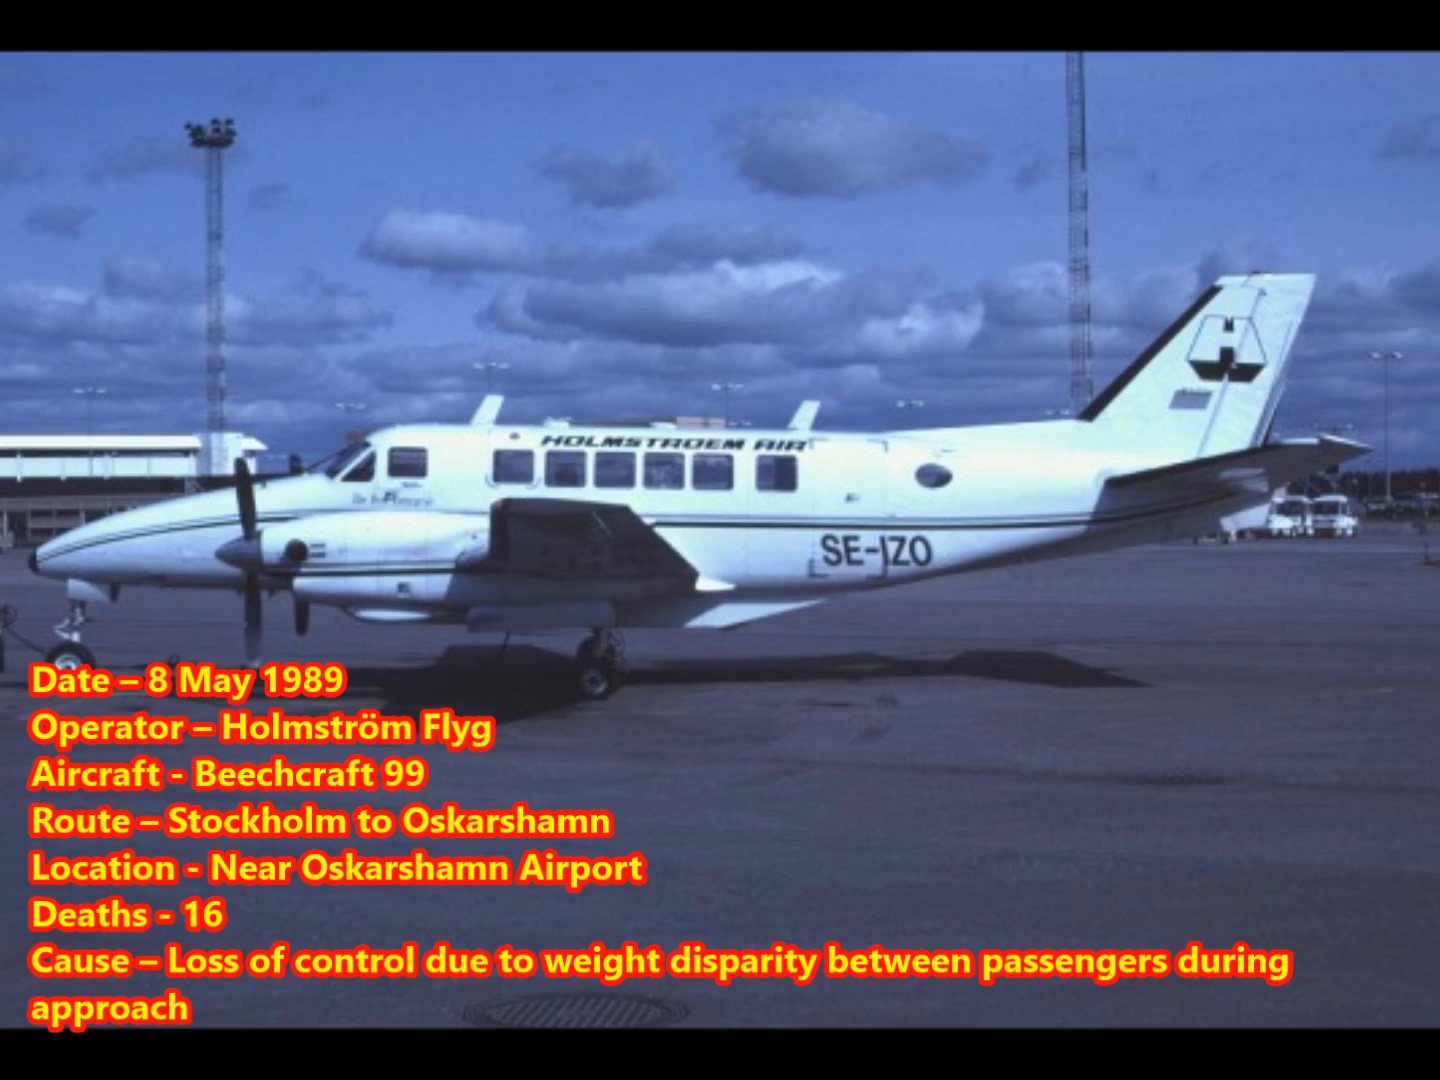 HOLMSTROEM AIR
SE-IZO
Date – 8 May 1989
Operator – Holmström Flyg
Aircraft - Beechcraft 99
Route – Stockholm to Oskarshamn
Location - Near Oskarshamn Airport
Deaths - 16
Cause – Loss of control due to weight disparity between passengers during
approach